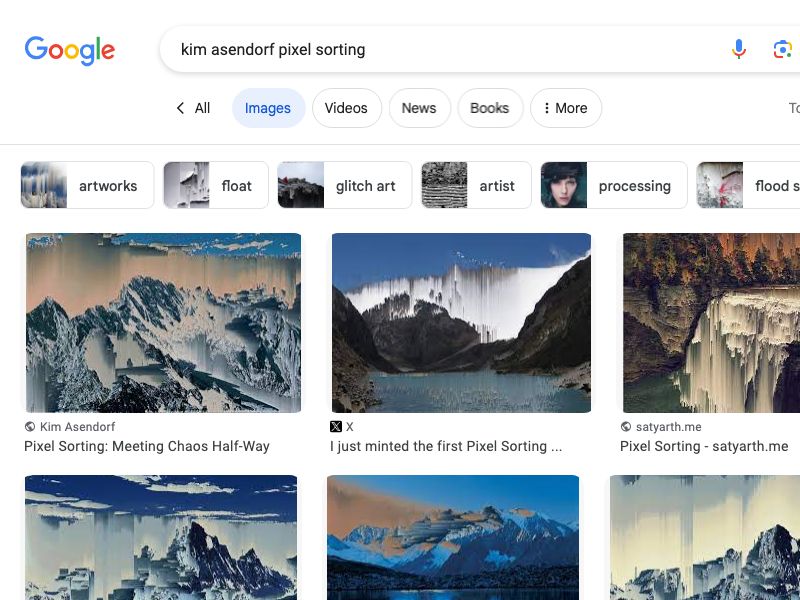 Google
kim asendorf pixel sorting
All
Images
Videos
News
Books
More
To
artworks
float
glitch art
artist
processing
flood s
Kim Asendorf
Pixel Sorting: Meeting Chaos Half-Way
X
I just minted the first Pixel Sorting ...
satyarth.me
Pixel Sorting - satyarth.me